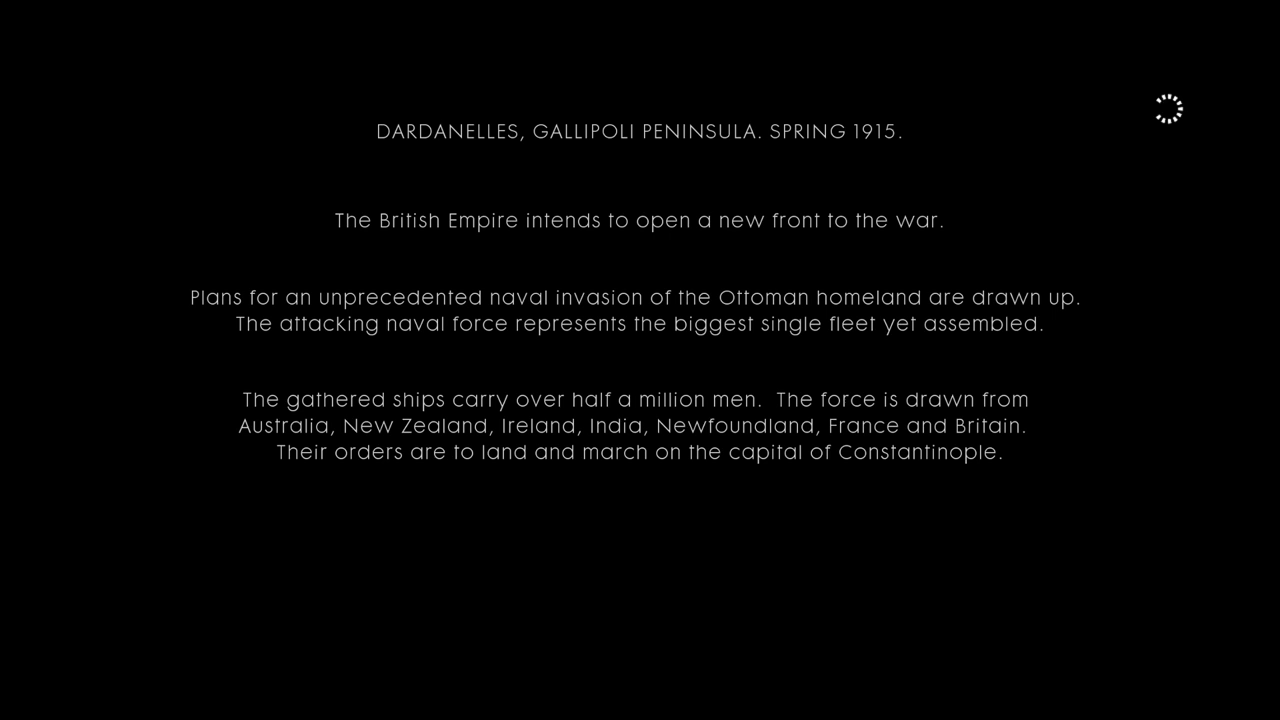 DARDANELLES, GALLIPOLI PENINSULA. SPRING 1915.
The British Empire intends to open a new front to the war.
Plans for an unprecedented naval invasion of the Ottoman homeland are drawn up.
The attacking naval force represents the biggest single fleet yet assembled.
The gathered ships carry over half a million men.  The force is drawn from
Australia, New Zealand, Ireland, India, Newfoundland, France and Britain.
Their orders are to land and march on the capital of Constantinople.